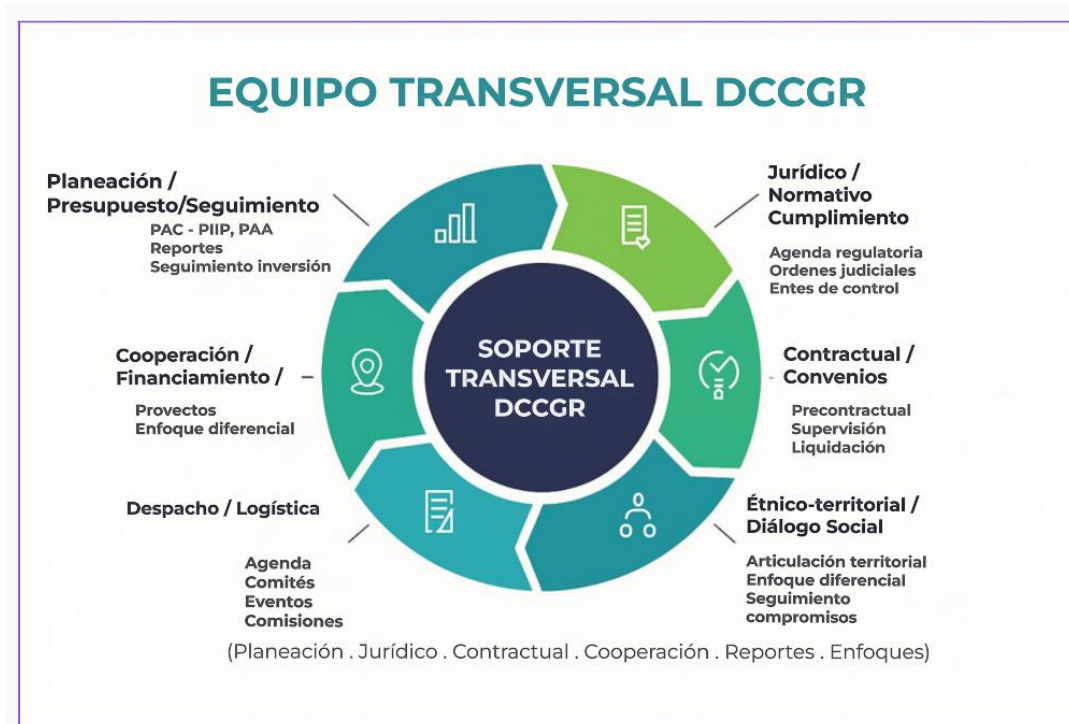 EQUIPO TRANSVERSAL DCCGR
Planeación /
Presupuesto/Seguimiento
PAC - PIIP, PAA
Reportes
Seguimiento inversión
Jurídico /
Normativo
Cumplimiento
Agenda regulatoria
Ordenes judiciales
Entes de control
SOPORTE
TRANSVERSAL
DCCGR
Cooperación /
Financiamiento /
Provectos
Enfoque diferencial
Contractual /
Convenios
Precontractual
Supervisión
Liquidación
Despacho / Logística
Agenda
Comités
Eventos
Comisiones
Étnico-territorial /
Diálogo Social
Articulación territorial
Enfoque diferencial
Seguimiento
compromisos
(Planeación . Jurídico . Contractual . Cooperación . Reportes . Enfoques)